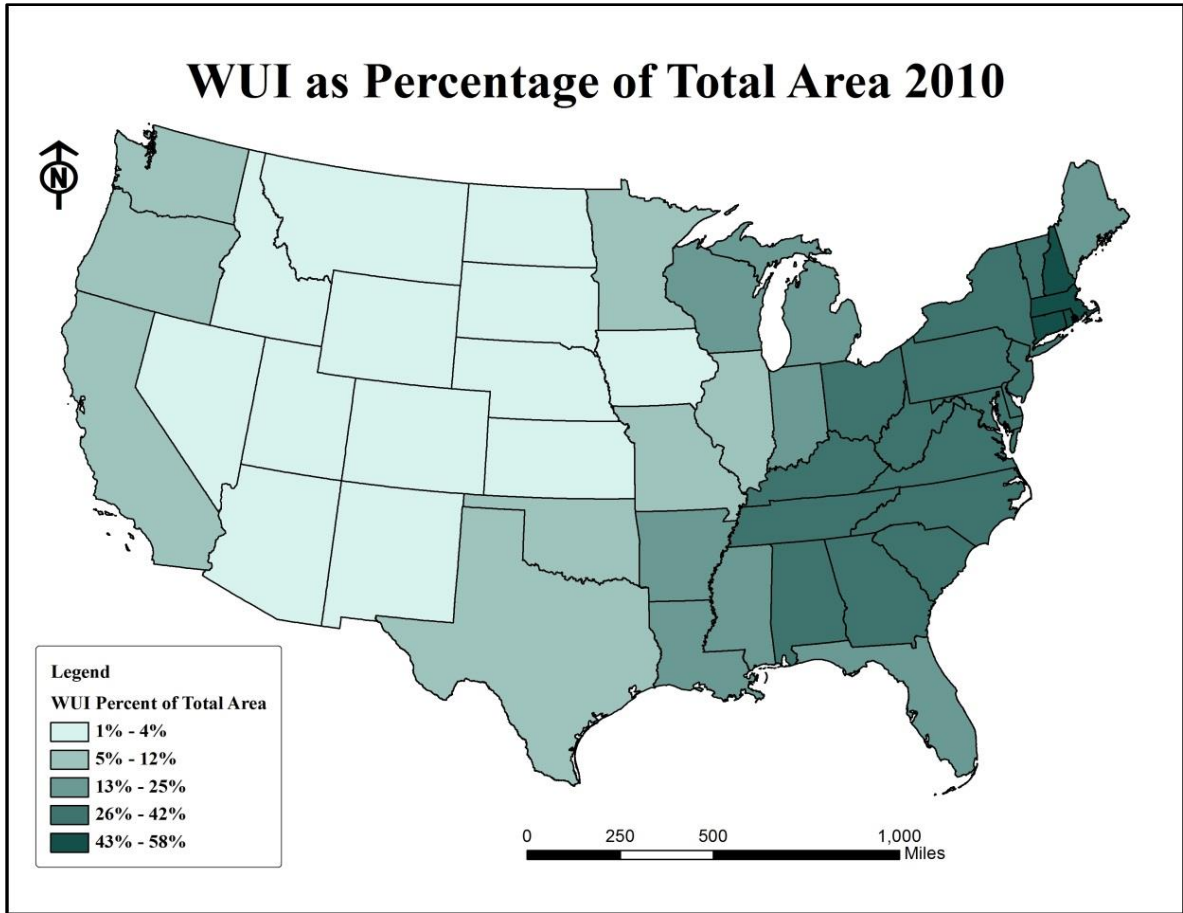 WUI as Percentage of Total Area 2010
N
Legend
WUI Percent of Total Area
1% - 4%
5% - 12%
13% - 25%
26% - 42%
43% - 58%
0 250 500 1,000
Miles